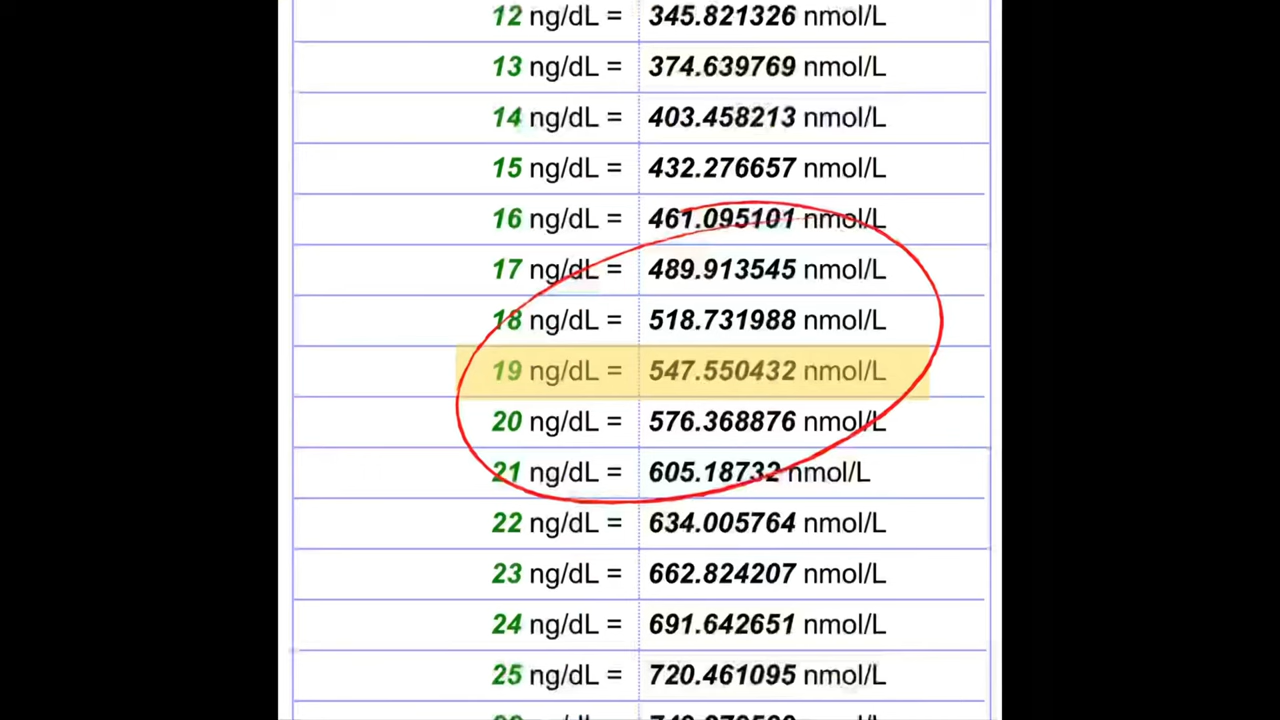 12 ng/dL = 345.821326 nmol/L
13 ng/dL = 374.639769 nmol/L
14 ng/dL = 403.458213 nmol/L
15 ng/dL = 432.276657 nmol/L
16 ng/dL = 461.095101 nmol/L
17 ng/dL = 489.913545 nmol/L
18 ng/dL = 518.731988 nmol/L
19 ng/dL = 547.550432 nmol/L
20 ng/dL = 576.368876 nmol/L
21 ng/dL = 605.18732 nmol/L
22 ng/dL = 634.005764 nmol/L
23 ng/dL = 662.824207 nmol/L
24 ng/dL = 691.642651 nmol/L
25 ng/dL = 720.461095 nmol/L